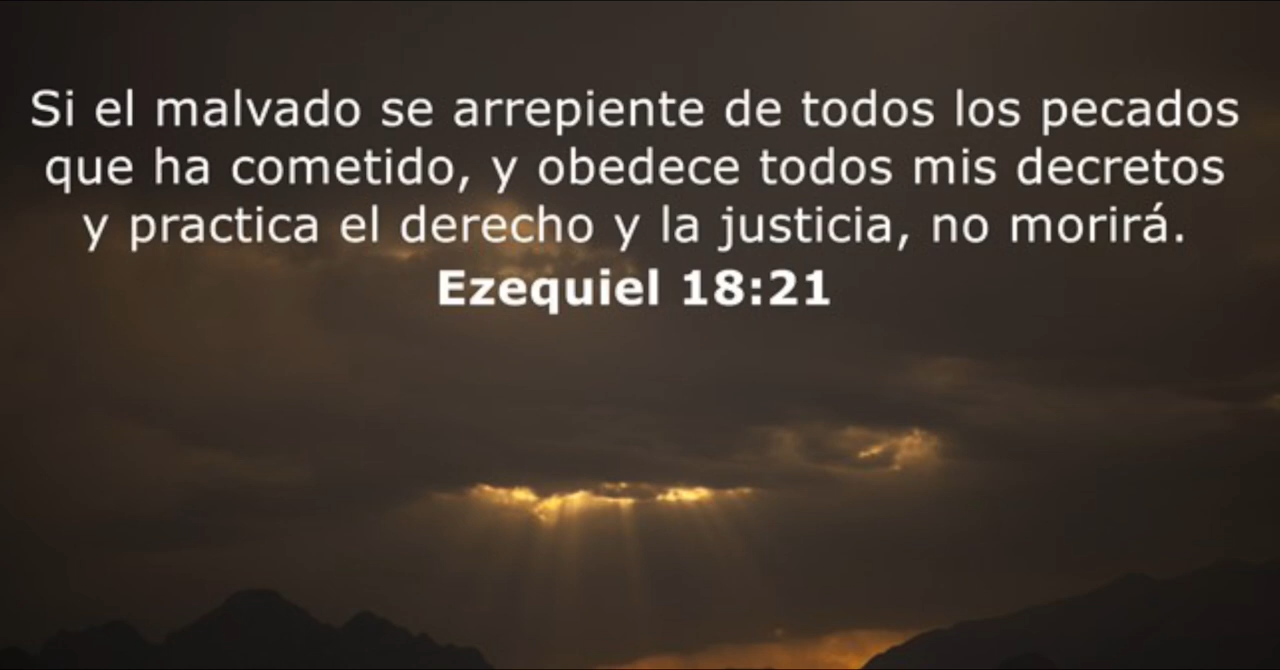 Si el malvado se arrepiente de todos los pecados
que ha cometido, y obedece todos mis decretos
y practica el derecho y la justicia, no morirá.
Ezequiel 18:21